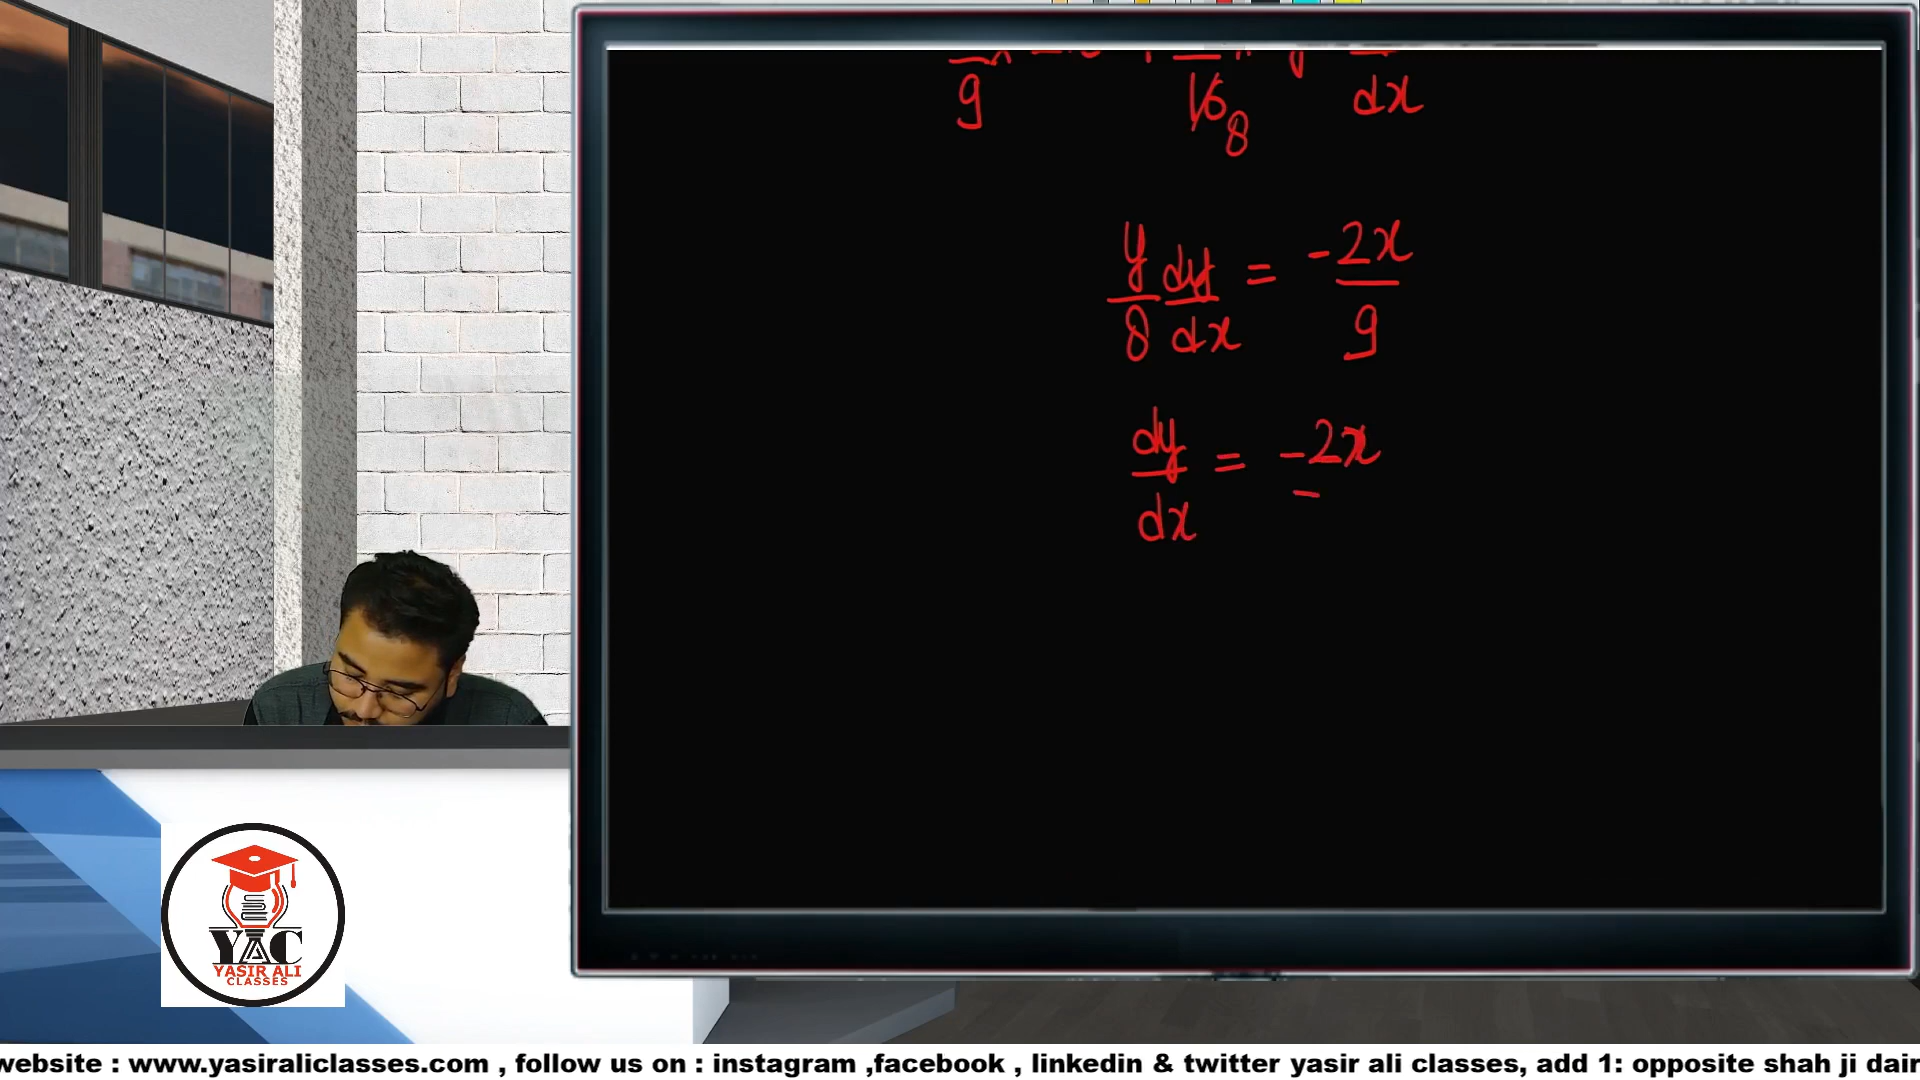 9 16 8 dx
y/8 dy/dx = -2x/9
dy/dx = -2x
YAC
YASIR ALI
CLASSES
website : www.yasiraliclasses.com , follow us on : instagram ,facebook , linkedin & twitter yasir ali classes, add 1: opposite shah ji dair